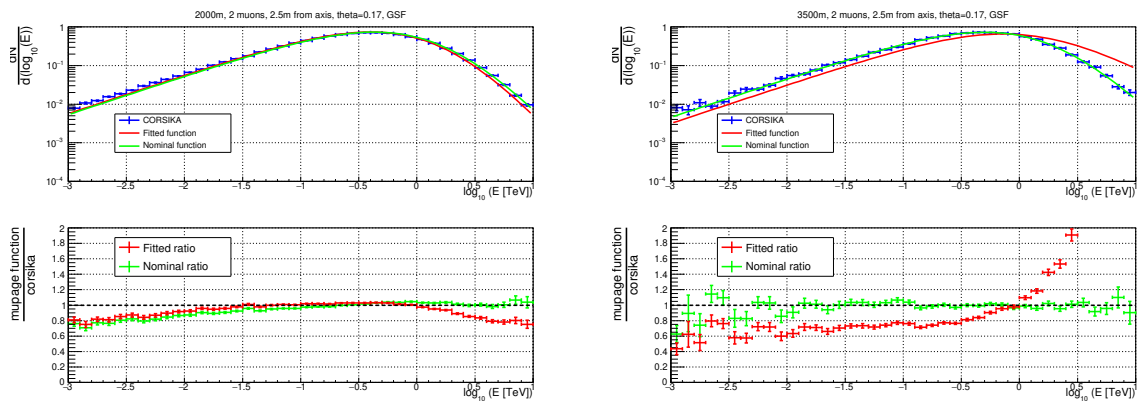 2000m, 2 muons, 2.5m from axis, theta=0.17, GSF
dN
d(log10(E))
1
10−1
10−2
10−3
10−4
CORSIKA
Fitted function
Nominal function
−3 −2.5 −2 −1.5 −1 −0.5 0 0.5 1
log10 (E [TeV])
mupage function
corsika
2
1.8
1.6
1.4
1.2
1
0.8
0.6
0.4
0.2
0
Fitted ratio
Nominal ratio
−3 −2.5 −2 −1.5 −1 −0.5 0 0.5 1
log10 (E [TeV])
3500m, 2 muons, 2.5m from axis, theta=0.17, GSF
dN
d(log10(E))
1
10−1
10−2
10−3
10−4
CORSIKA
Fitted function
Nominal function
−3 −2.5 −2 −1.5 −1 −0.5 0 0.5 1
log10 (E [TeV])
mupage function
corsika
2
1.8
1.6
1.4
1.2
1
0.8
0.6
0.4
0.2
0
Fitted ratio
Nominal ratio
−3 −2.5 −2 −1.5 −1 −0.5 0 0.5 1
log10 (E [TeV])